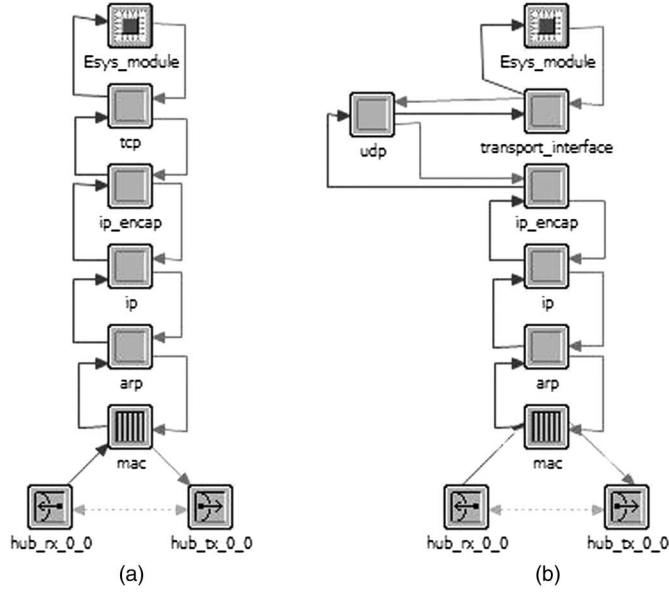 Esys_module
tcp
ip_encap
ip
arp
mac
hub_rx_0_0
hub_tx_0_0
(a)
Esys_module
udp
transport_interface
ip_encap
ip
arp
mac
hub_rx_0_0
hub_tx_0_0
(b)